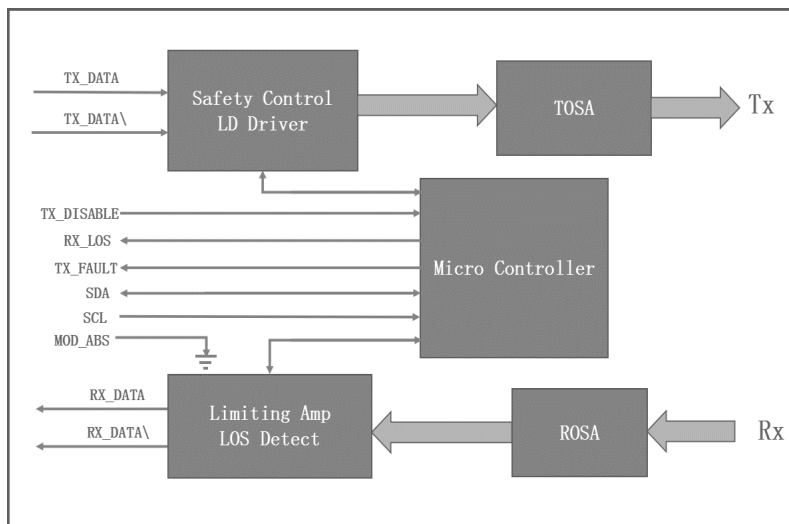 TX_DATA
Safety Control
LD Driver
TOSA
Tx
TX_DATA\
TX_DISABLE
RX_LOS
TX_FAULT
Micro Controller
SDA
SCL
MOD_ABS
RX_DATA
Limiting Amp
LOS Detect
ROSA
Rx
RX_DATA\